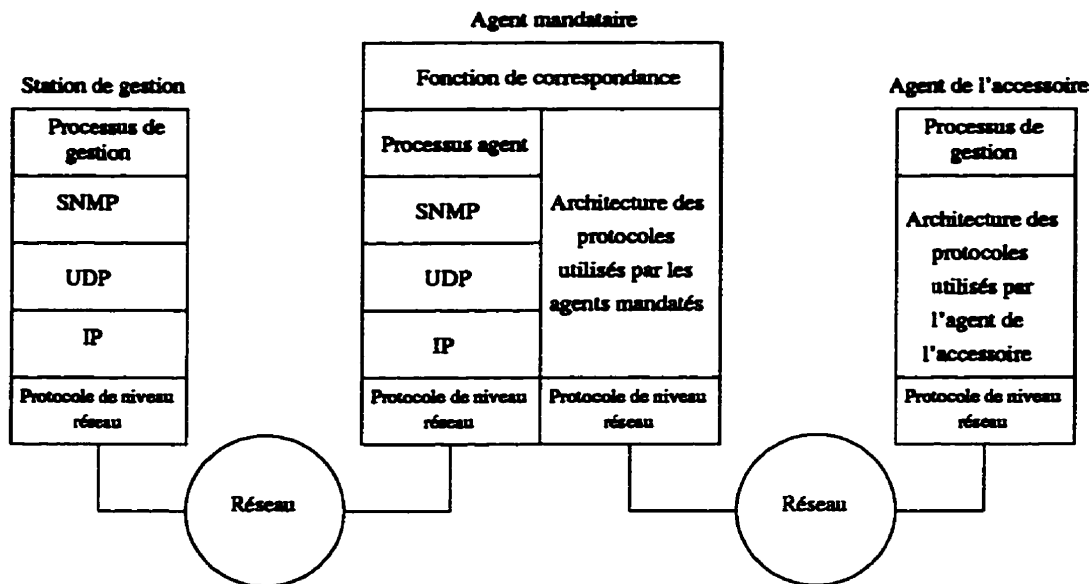 Agent mandataire
Fonction de correspondance
Station de gestion
Processus de
gestion
SNMP
UDP
IP
Protocole de niveau
réseau
Processus agent
SNMP
UDP
IP
Protocole de niveau
réseau
Architecture des
protocoles
utilisés par les
agents mandatés
Protocole de niveau
réseau
Agent de l'accessoire
Processus de
gestion
Architecture des
protocoles
utilisés par
l'agent de
l'accessoire
Protocole de niveau
réseau
Réseau
Réseau